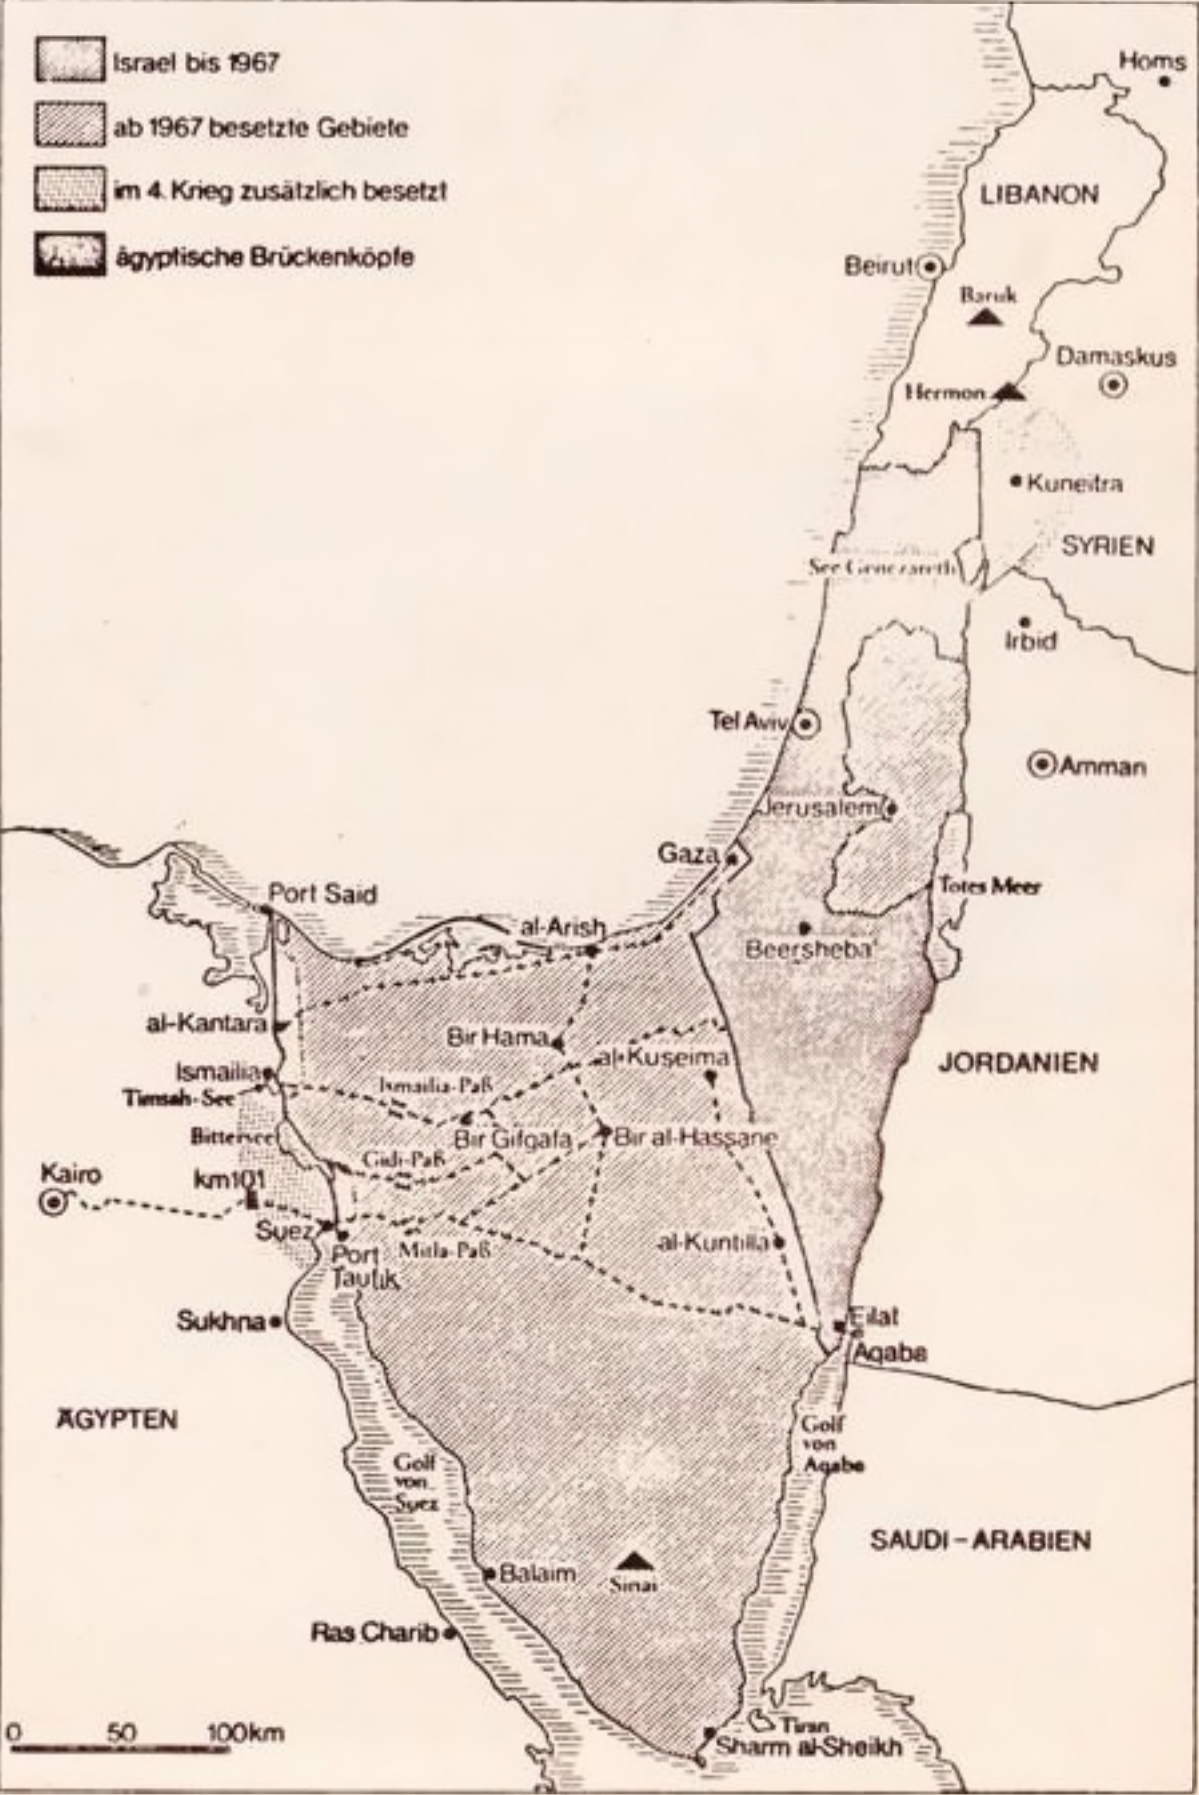 Israel bis 1967
ab 1967 besetzte Gebiete
im 4. Krieg zusätzlich besetzt
ägyptische Brückenköpfe
Homs
LIBANON
Beirut
Baruk
Damaskus
Hermon
Kuneitra
SYRIEN
See Genezareth
Irbid
Tel Aviv
Amman
Jerusalem
Gaza
Totes Meer
Port Said
al-Arish
Beersheba
al-Kantara
Bir Hama
al-Kuseima
JORDANIEN
Ismailia
Ismailia-Paß
Timsah-See
Bittersee
Bir Gifgafa
Bir al-Hassane
Gidi-Paß
Kairo
km101
Suez
Mitla-Paß
al-Kuntilla
Port
Taufik
Sukhna
Eilat
Aqaba
ÄGYPTEN
Golf
von
Aqaba
Golf
von
Suez
SAUDI-ARABIEN
Balaim
Sinai
Ras Charib
0 50 100km
Tiran
Sharm al-Sheikh